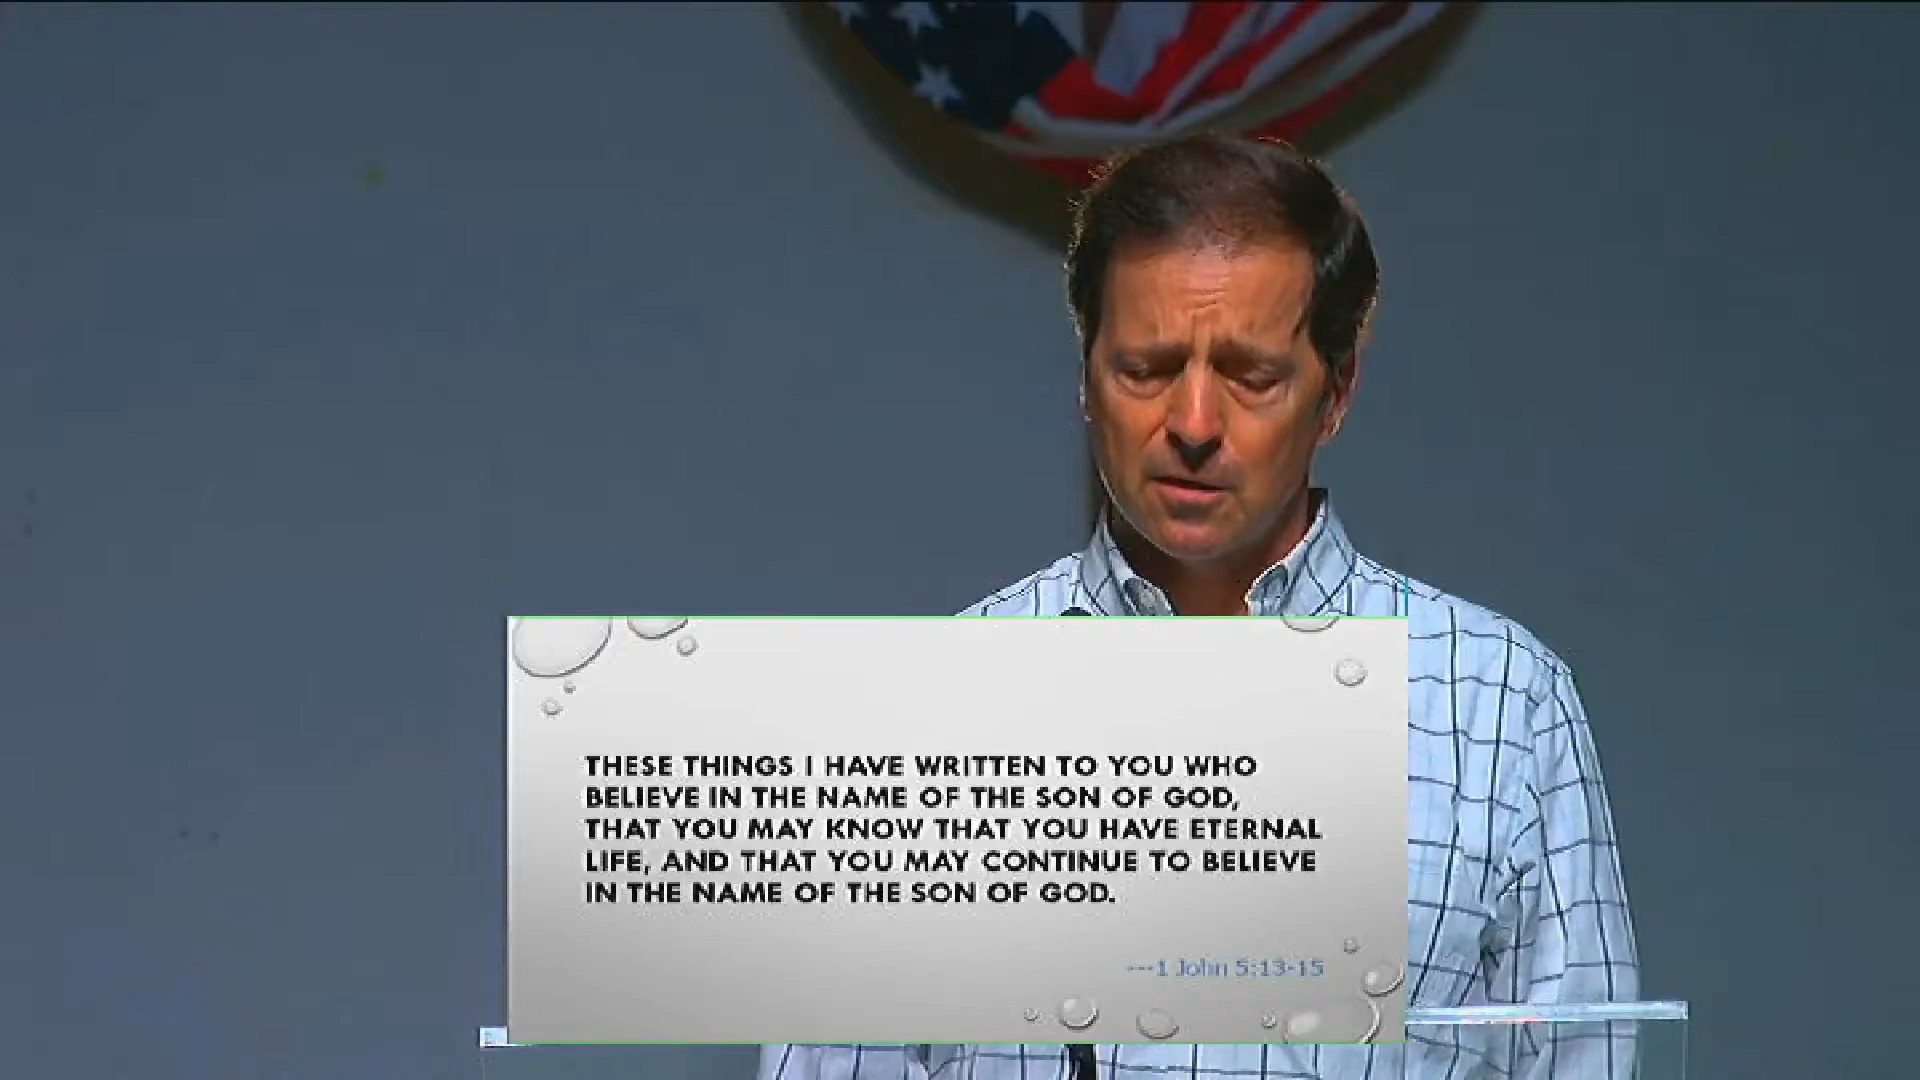 THESE THINGS I HAVE WRITTEN TO YOU WHO
BELIEVE IN THE NAME OF THE SON OF GOD,
THAT YOU MAY KNOW THAT YOU HAVE ETERNAL
LIFE, AND THAT YOU MAY CONTINUE TO BELIEVE
IN THE NAME OF THE SON OF GOD.
---1 John 5:13-15